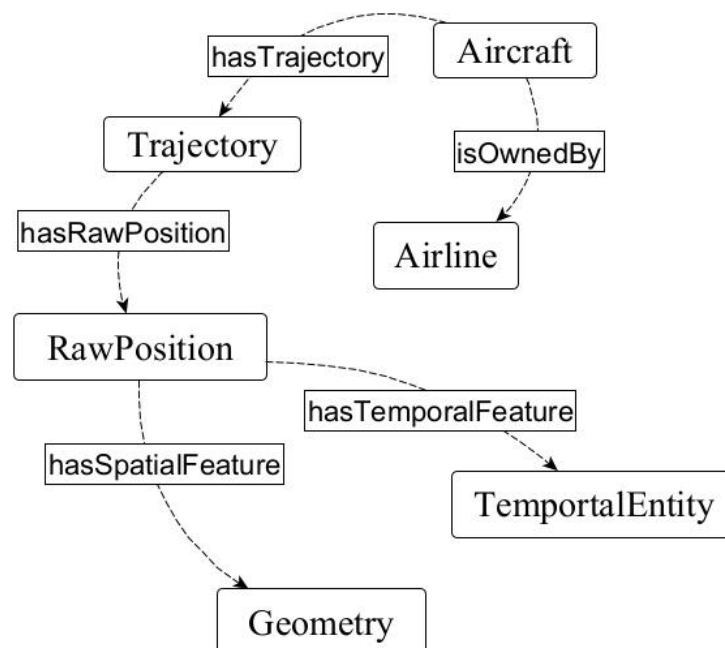 Aircraft
hasTrajectory
Trajectory
isOwnedBy
hasRawPosition
Airline
RawPosition
hasTemporalFeature
hasSpatialFeature
TemportalEntity
Geometry